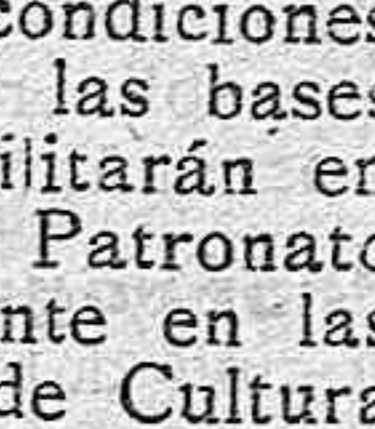 condiciones
las bases
ilitarán en
Patronato
nte en las
de Cultura